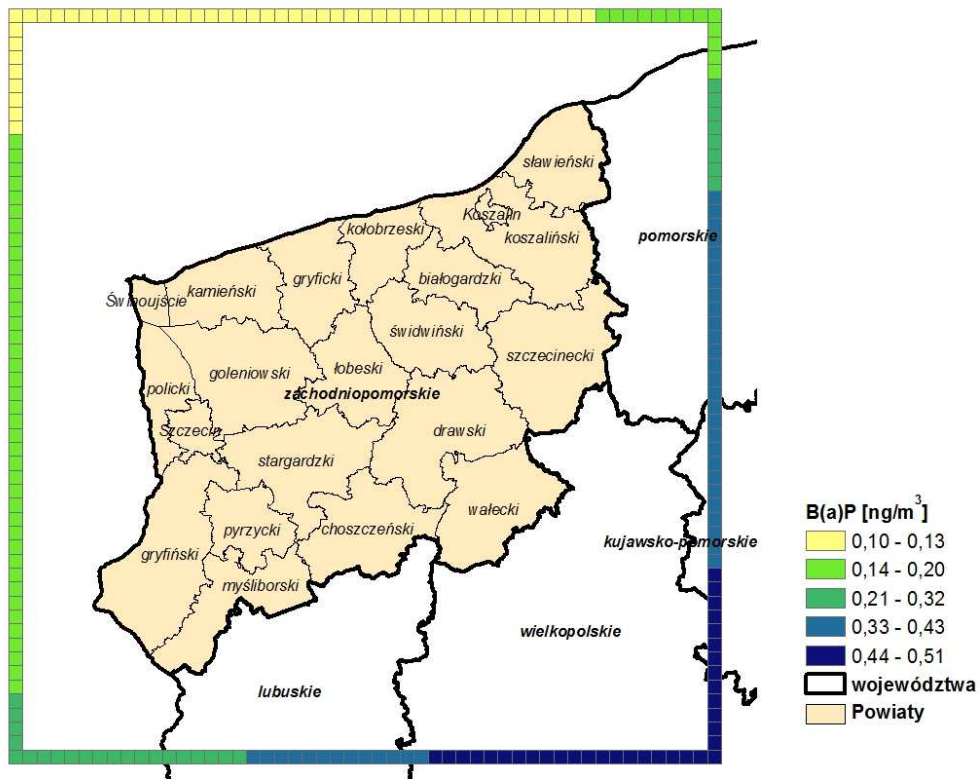 sławieński
Koszalin
kołobrzeski
koszaliński
pomorskie
gryficki
białogardzki
kamieński
Świnoujście
świdwiński
szczecinecki
łobeski
goleniowski
policki
zachodniopomorskie
Szczecin
drawski
stargardzki
wałecki
pyrzycki
choszczeński
kujawsko-pomorskie
gryfiński
myśliborski
wielkopolskie
lubuskie
B(a)P [ng/m³]
0,10 - 0,13
0,14 - 0,20
0,21 - 0,32
0,33 - 0,43
0,44 - 0,51
województwa
Powiaty